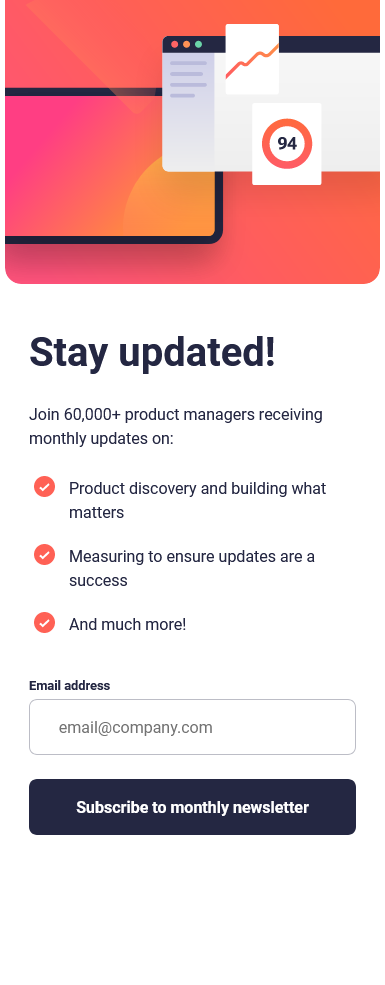 94
Stay updated!
Join 60,000+ product managers receiving
monthly updates on:
Product discovery and building what
matters
Measuring to ensure updates are a
success
And much more!
Email address
email@company.com
Subscribe to monthly newsletter